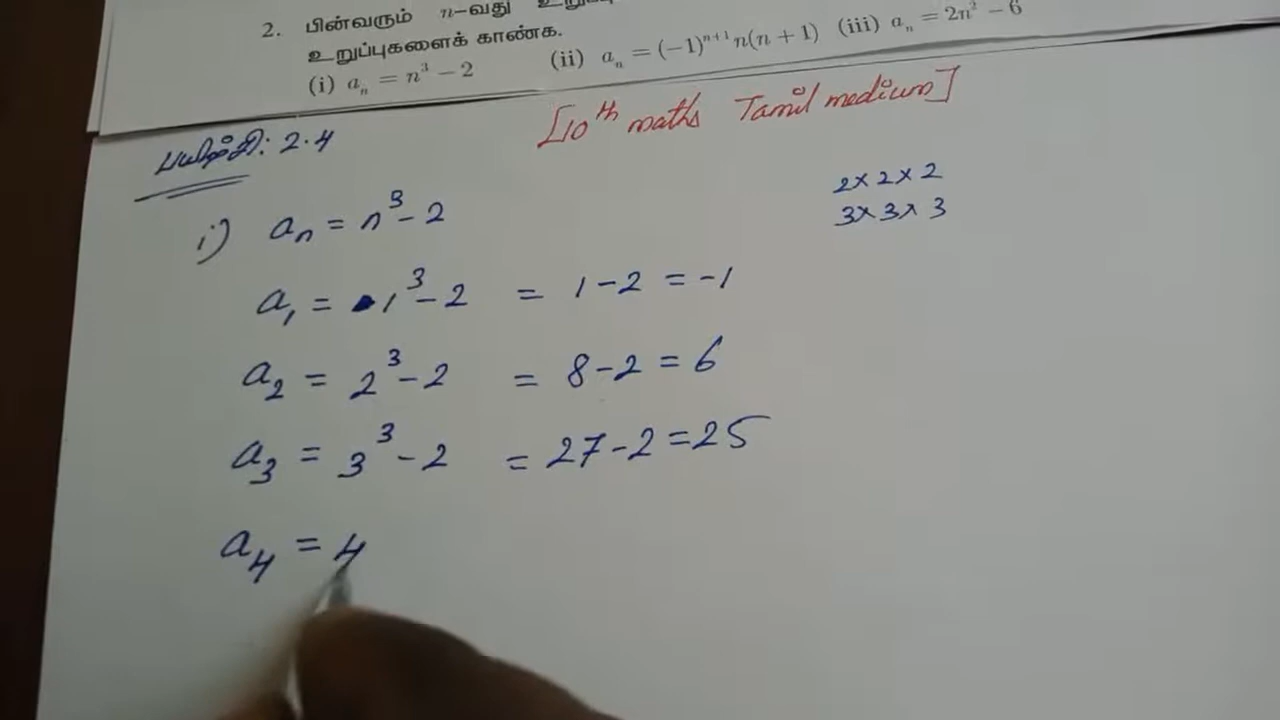 2. பின்வரும் n-வது
உறுப்புகளைக் காண்க.
(i) aₙ = n³ − 2 (ii) aₙ = (−1)ⁿ⁺¹ n(n + 1) (iii) aₙ = 2n² − 6
[10th maths Tamil medium]
பயிற்சி: 2.4
2×2×2
3×3×3
i) aₙ = n³ - 2
a₁ = 1³ - 2 = 1 - 2 = -1
a₂ = 2³ - 2 = 8 - 2 = 6
a₃ = 3³ - 2 = 27 - 2 = 25
a₄ = 4